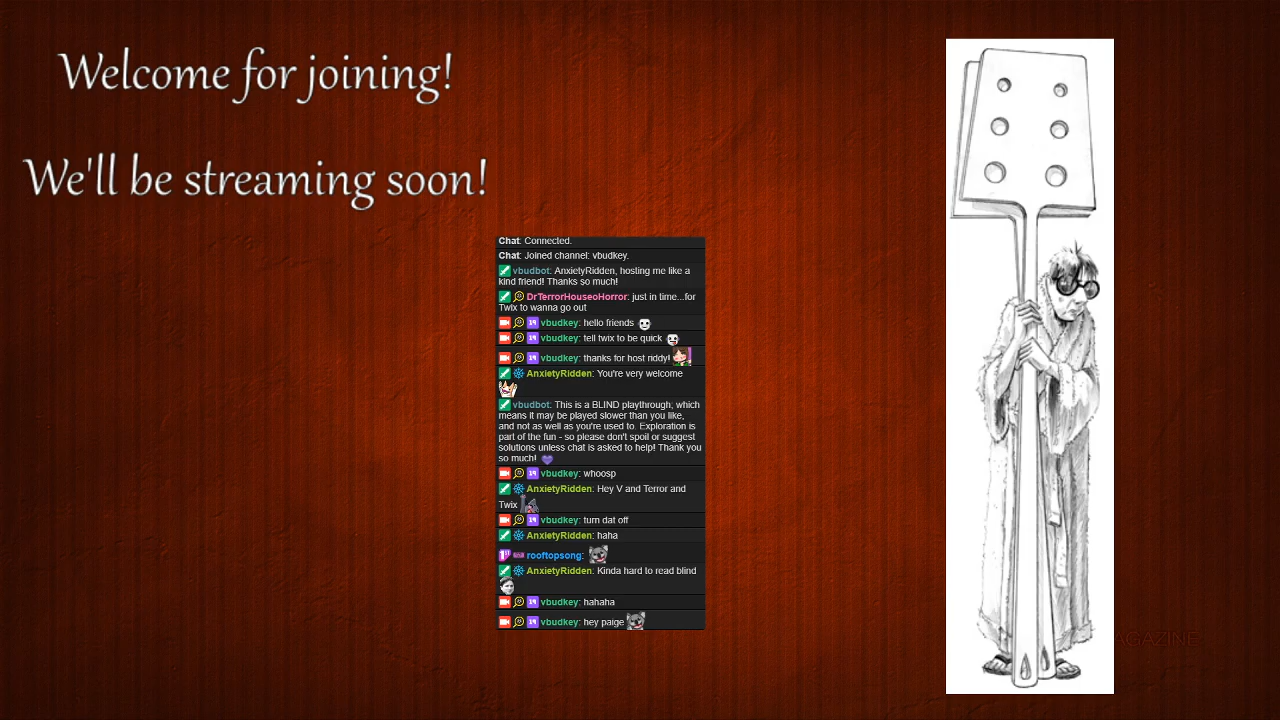 Welcome for joining!
We'll be streaming soon!
Chat: Connected.
Chat: Joined channel: vbudkey.
vbudbot: AnxietyRidden, hosting me like a
kind friend! Thanks so much!
DrTerrorHouseoHorror: just in time...for
Twix to wanna go out
vbudkey: hello friends
vbudkey: tell twix to be quick
vbudkey: thanks for host riddy!
AnxietyRidden: You're very welcome
vbudbot: This is a BLIND playthrough; which
means it may be played slower than you like,
and not as well as you're used to. Exploration is
part of the fun - so please don't spoil or suggest
solutions unless chat is asked to help! Thank you
so much!
vbudkey: whoosp
AnxietyRidden: Hey V and Terror and
Twix
vbudkey: turn dat off
AnxietyRidden: haha
rooftopsong:
AnxietyRidden: Kinda hard to read blind
vbudkey: hahaha
vbudkey: hey paige
AGAZINE